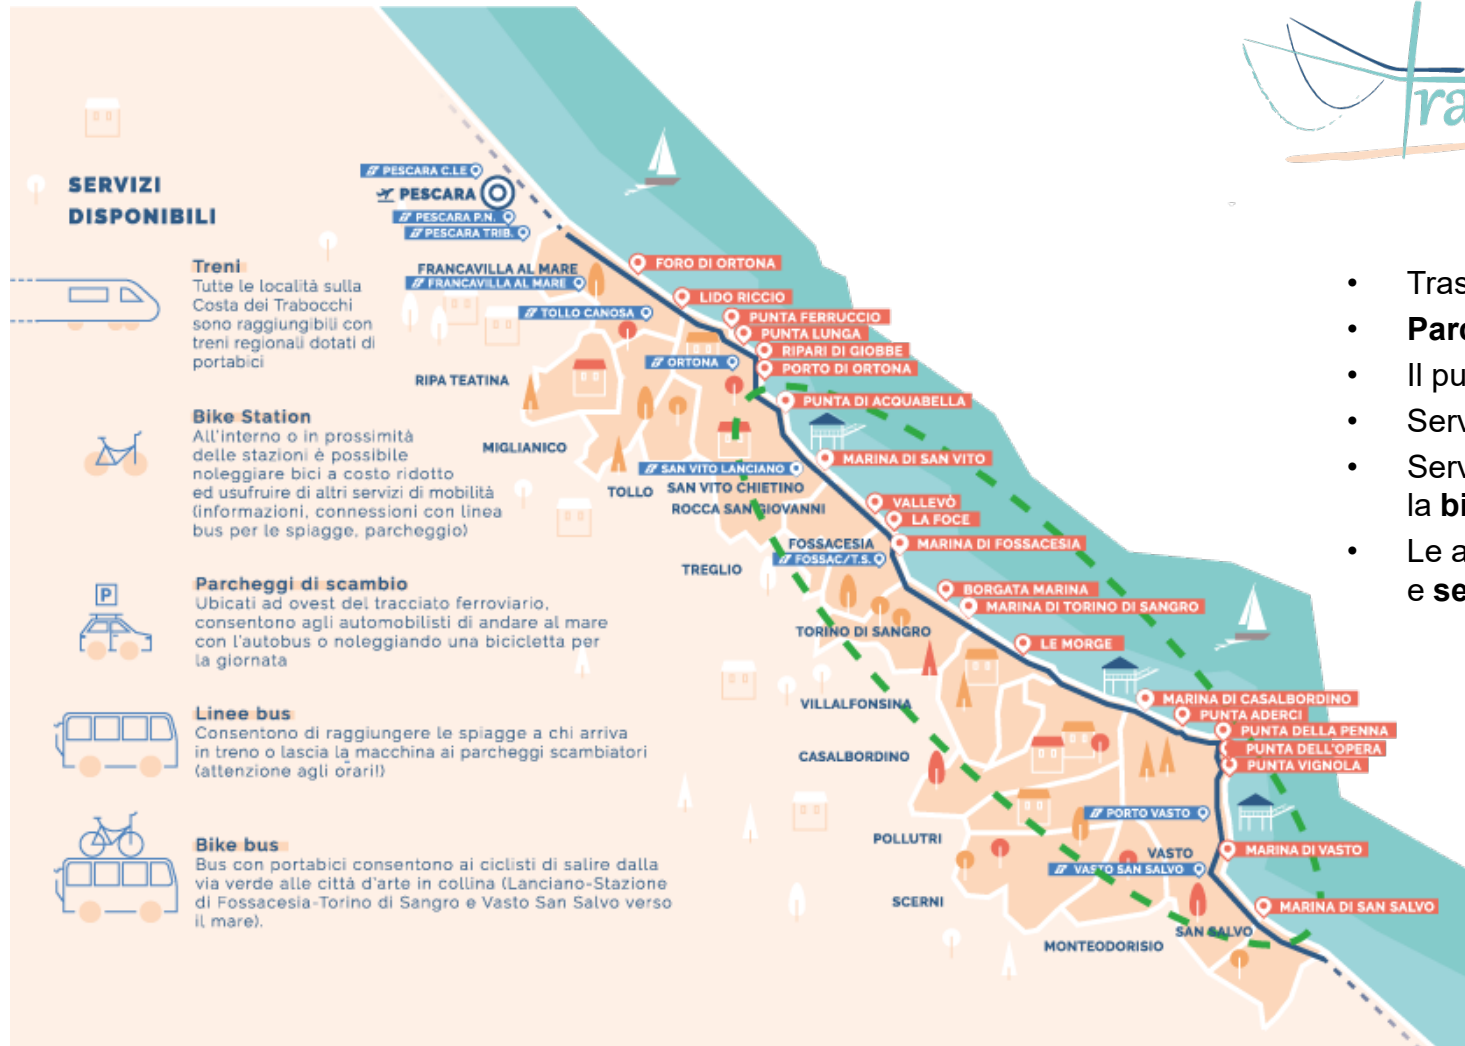 SERVIZI
DISPONIBILI
Treni
Tutte le località sulla
Costa dei Trabocchi
sono raggiungibili con
treni regionali dotati di
portabici
Bike Station
All'interno o in prossimità
delle stazioni è possibile
noleggiare bici a costo ridotto
ed usufruire di altri servizi di mobilità
(informazioni, connessioni con linea
bus per le spiagge, parcheggio)
P
Parcheggi di scambio
Ubicati ad ovest del tracciato ferroviario,
consentono agli automobilisti di andare al mare
con l'autobus o noleggiando una bicicletta per
la giornata
Linee bus
Consentono di raggiungere le spiagge a chi arriva
in treno o lascia la macchina ai parcheggi scambiatori
(attenzione agli orari!)
Bike bus
Bus con portabici consentono ai ciclisti di salire dalla
via verde alle città d'arte in collina (Lanciano-Stazione
di Fossacesia-Torino di Sangro e Vasto San Salvo verso
il mare).
PESCARA C.LE
PESCARA
PESCARA P.N.
PESCARA TRIB.
FRANCAVILLA AL MARE
FRANCAVILLA AL MARE
TOLLO CANOSA
ORTONA
RIPA TEATINA
MIGLIANICO
SAN VITO LANCIANO
TOLLO
SAN VITO CHIETINO
ROCCA SAN GIOVANNI
FOSSACESIA
FOSSAC/T.S.
TREGLIO
TORINO DI SANGRO
VILLALFONSINA
CASALBORDINO
POLLUTRI
PORTO VASTO
VASTO
VASTO SAN SALVO
SCERNI
SAN SALVO
MONTEODORISIO
FORO DI ORTONA
LIDO RICCIO
PUNTA FERRUCCIO
PUNTA LUNGA
RIPARI DI GIOBBE
PORTO DI ORTONA
PUNTA DI ACQUABELLA
MARINA DI SAN VITO
VALLEVÒ
LA FOCE
MARINA DI FOSSACESIA
BORGATA MARINA
MARINA DI TORINO DI SANGRO
LE MORGE
MARINA DI CASALBORDINO
PUNTA ADERCI
PUNTA DELLA PENNA
PUNTA DELL'OPERA
PUNTA VIGNOLA
MARINA DI VASTO
MARINA DI SAN SALVO
ra
• Tras
• Parc
• Il pu
• Serv
• Serv
la bi
• Le a
e se